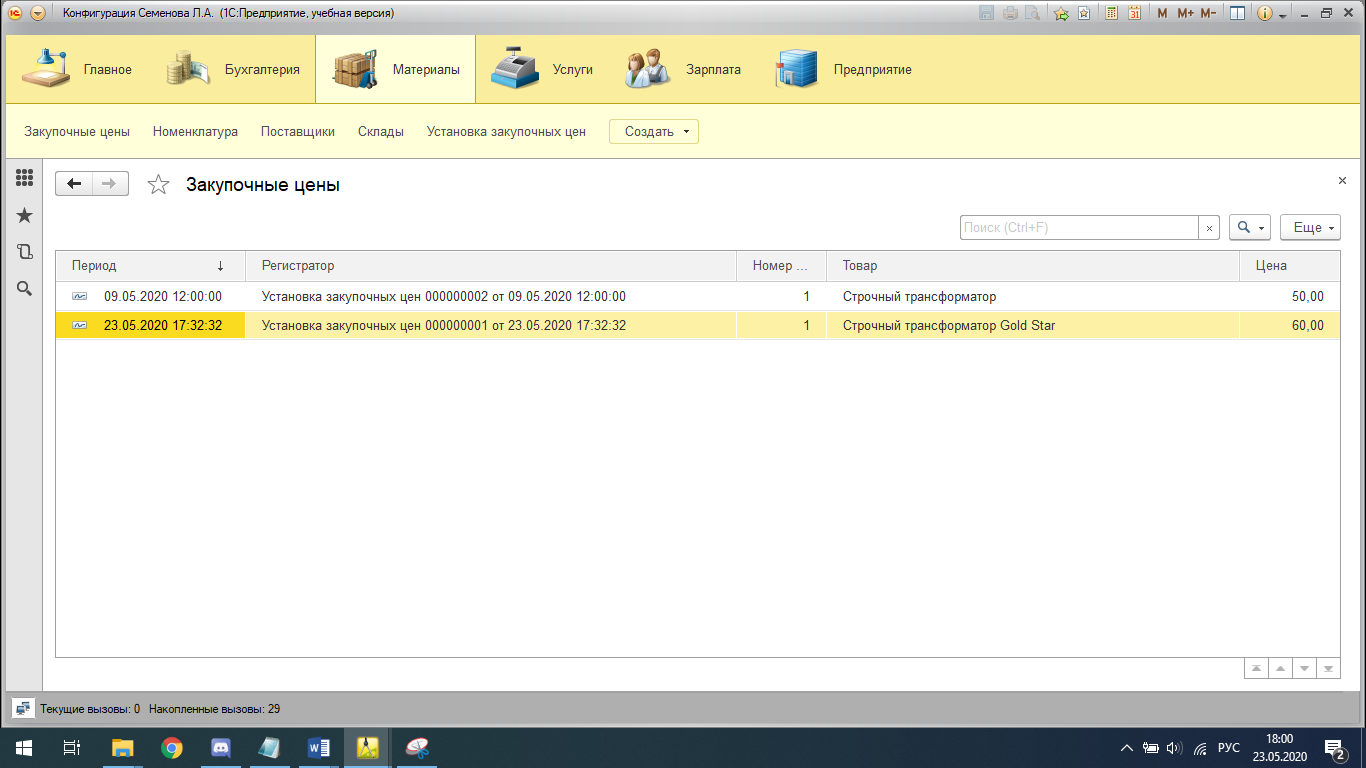 Конфигурация Семенова Л.А. (1С:Предприятие, учебная версия)
M M+ M-
31
Главное Бухгалтерия Материалы Услуги Зарплата Предприятие
Закупочные цены Номенклатура Поставщики Склады Установка закупочных цен Создать
Закупочные цены
Поиск (Ctrl+F) Еще
Период Регистратор Номер ... Товар Цена
09.05.2020 12:00:00 Установка закупочных цен 000000002 от 09.05.2020 12:00:00 1 Строчный трансформатор 50,00
23.05.2020 17:32:32 Установка закупочных цен 000000001 от 23.05.2020 17:32:32 1 Строчный трансформатор Gold Star 60,00
Текущие вызовы: 0 Накопленные вызовы: 29
РУС
18:00
23.05.2020
2